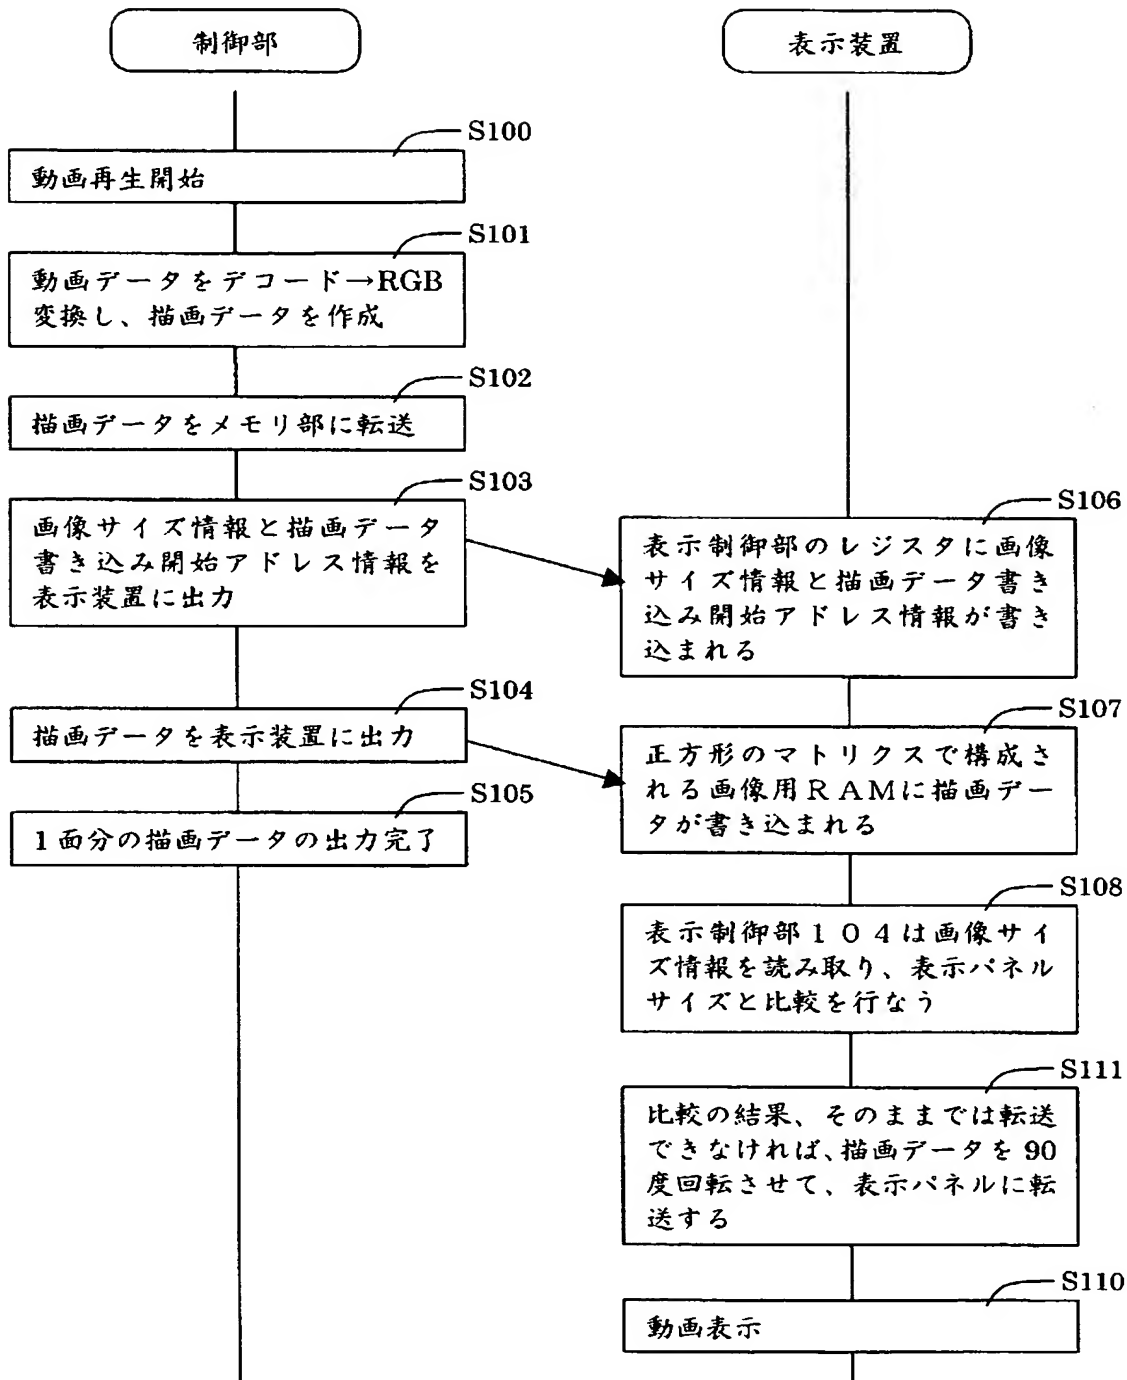 制御部
S100
動画再生開始
S101
動画データをデコード→RGB
変換し、描画データを作成
S102
描画データをメモリ部に転送
S103
画像サイズ情報と描画データ
書き込み開始アドレス情報を
表示装置に出力
S104
描画データを表示装置に出力
S105
1面分の描画データの出力完了
表示装置
S106
表示制御部のレジスタに画像
サイズ情報と描画データ書き
込み開始アドレス情報が書き
込まれる
S107
正方形のマトリクスで構成さ
れる画像用RAMに描画デー
タが書き込まれる
S108
表示制御部104は画像サイ
ズ情報を読み取り、表示パネル
サイズと比較を行なう
S111
比較の結果、そのままでは転送
できなければ、描画データを90
度回転させて、表示パネルに転
送する
S110
動画表示